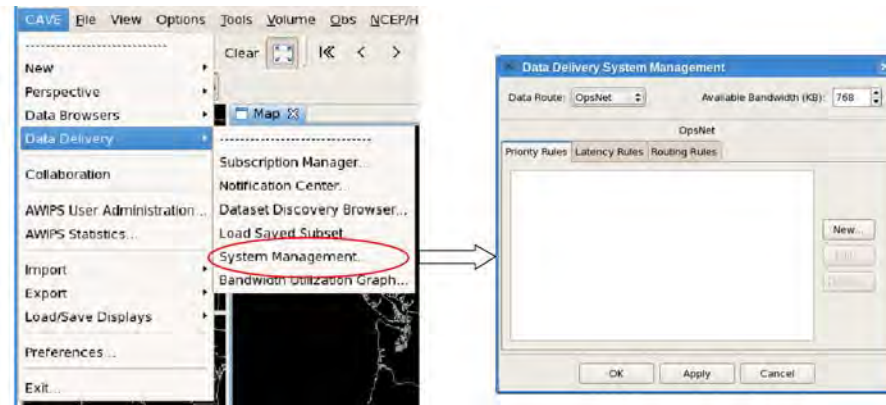 CAVE File View Options Tools Volume Obs NCEP/H
Clear
New
Perspective
Data Browsers
Data Delivery
Collaboration
AWIPS User Administration...
AWIPS Statistics...
Import
Export
Load/Save Displays
Preferences...
Exit...
Map
Subscription Manager...
Notification Center...
Dataset Discovery Browser...
Load Saved Subset
System Management...
Bandwidth Utilization Graph...
Data Delivery System Management
Data Route: OpsNet Available Bandwidth (KB): 768
OpsNet
Priority Rules Latency Rules Routing Rules
New...
OK Apply Cancel